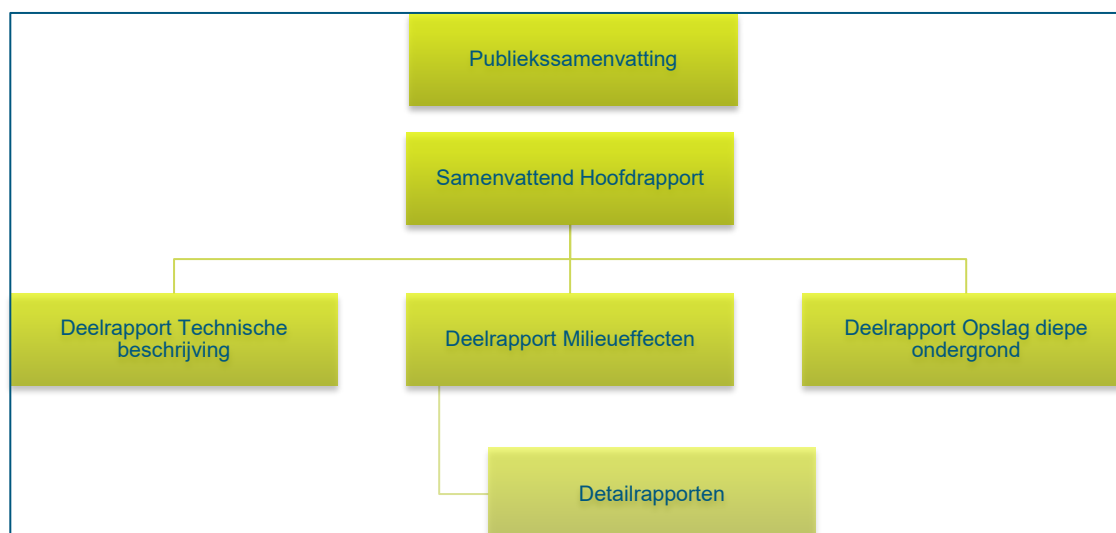 Publiekssamenvatting
Samenvattend Hoofdrapport
Deelrapport Technische
beschrijving
Deelrapport Milieueffecten
Deelrapport Opslag diepe
ondergrond
Detailrapporten